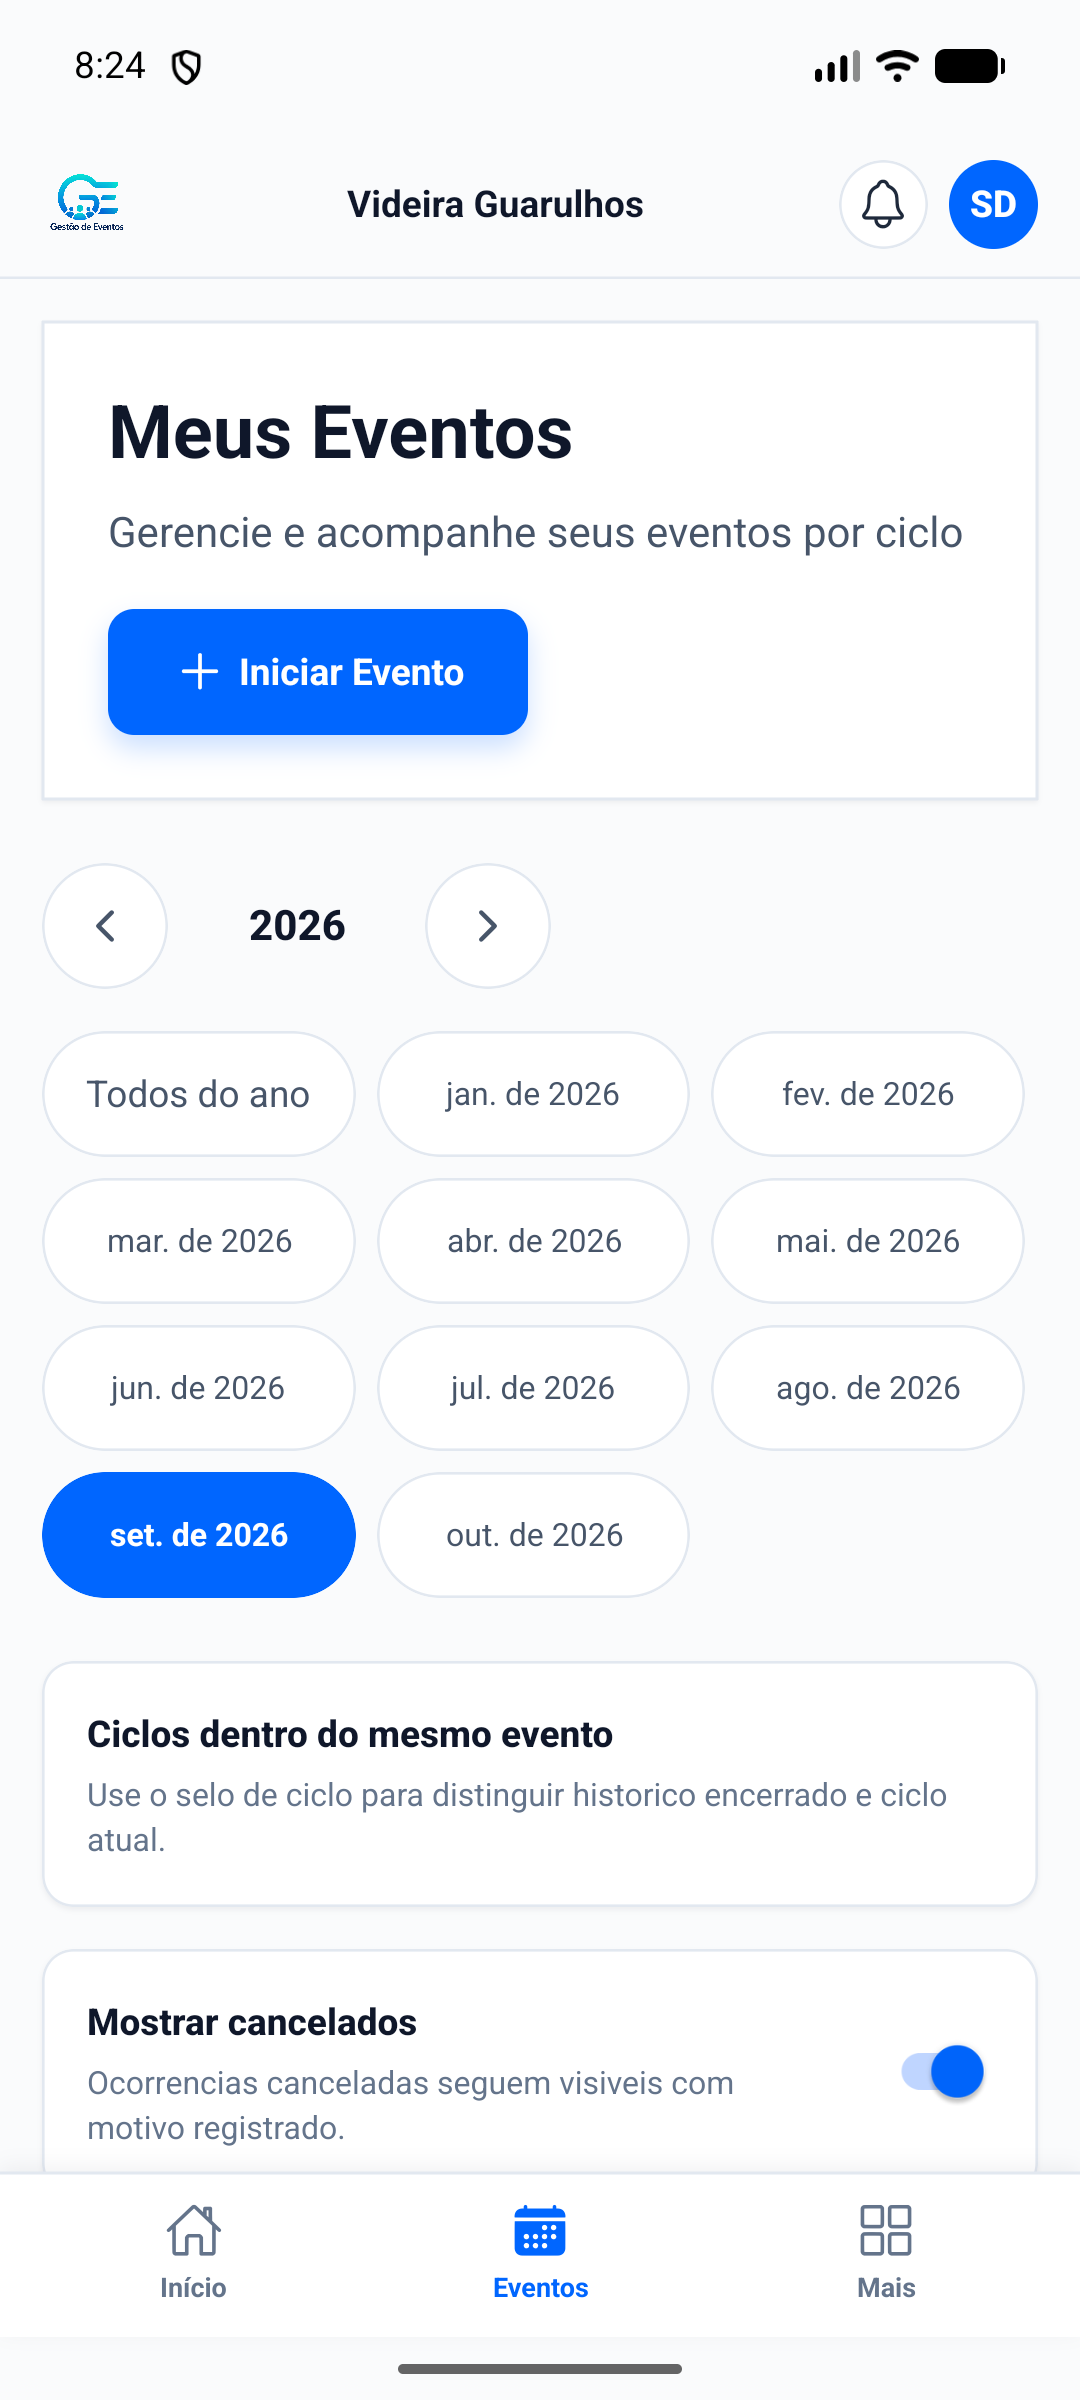 8:24
Gestão de Eventos
Videira Guarulhos
SD
Meus Eventos
Gerencie e acompanhe seus eventos por ciclo
Iniciar Evento
2026
Todos do ano
jan. de 2026
fev. de 2026
mar. de 2026
abr. de 2026
mai. de 2026
jun. de 2026
jul. de 2026
ago. de 2026
set. de 2026
out. de 2026
Ciclos dentro do mesmo evento
Use o selo de ciclo para distinguir historico encerrado e ciclo
atual.
Mostrar cancelados
Ocorrencias canceladas seguem visiveis com
motivo registrado.
Início
Eventos
Mais